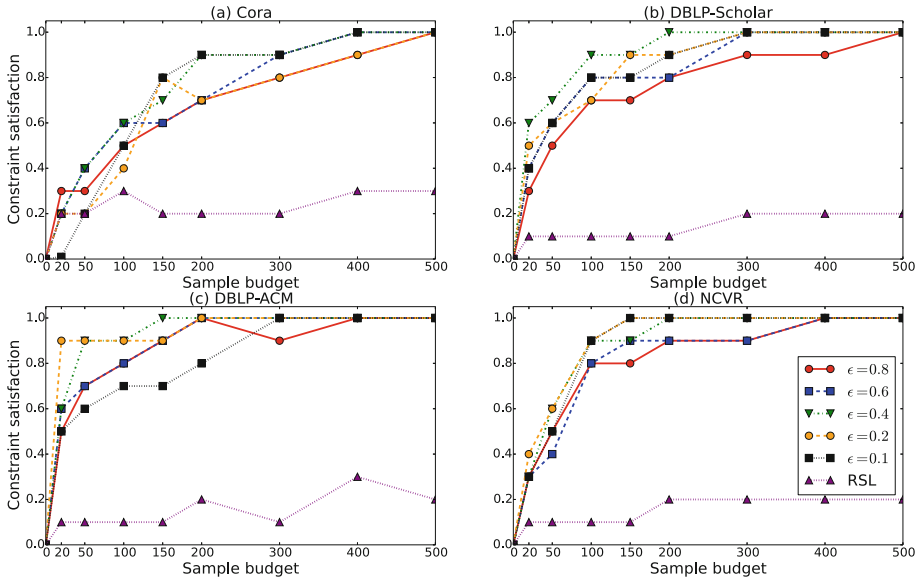 (a) Cora
(b) DBLP-Scholar
1.0
0.8
0.6
0.4
0.2
0.0
Constraint satisfaction
0 20 50 100 150 200 300 400 500
Sample budget
1.0
0.8
0.6
0.4
0.2
0.0
Constraint satisfaction
0 20 50 100 150 200 300 400 500
Sample budget
(c) DBLP-ACM
(d) NCVR
1.0
0.8
0.6
0.4
0.2
0.0
Constraint satisfaction
0 20 50 100 150 200 300 400 500
Sample budget
1.0
0.8
0.6
0.4
0.2
0.0
0 20 50 100 150 200 300 400 500
Sample budget
ϵ=0.8
ϵ=0.6
ϵ=0.4
ϵ=0.2
ϵ=0.1
RSL